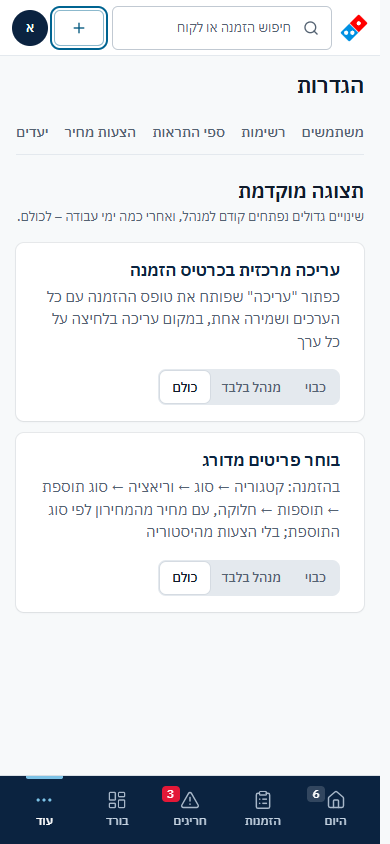 חיפוש הזמנה או לקוח
+
א
הגדרות
משתמשים
רשימות
ספי התראות
הצעות מחיר
יעדים
תצוגה מוקדמת
שינויים גדולים נפתחים קודם למנהל, ואחרי כמה ימי עבודה – לכולם.
עריכה מרכזית בכרטיס הזמנה
כפתור "עריכה" שפותח את טופס ההזמנה עם כל
הערכים ושמירה אחת, במקום עריכה בלחיצה על
כל ערך
כבוי
מנהל בלבד
כולם
בוחר פריטים מדורג
בהזמנה: קטגוריה ← סוג ← וריאציה ← סוג תוספת
← תוספות ← חלוקה, עם מחיר מהמחירון לפי סוג
התוספת; בלי הצעות מהיסטוריה
כבוי
מנהל בלבד
כולם
6
היום
הזמנות
3
חריגים
בורד
עוד